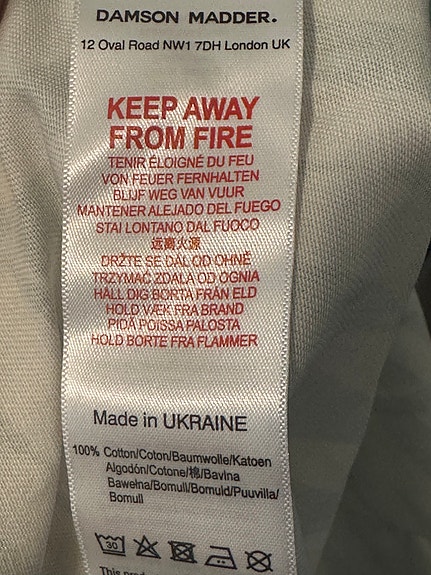 DAMSON MADDER.
12 Oval Road NW1 7DH London UK
KEEP AWAY
FROM FIRE
TENIR ÉLOIGNÉ DU FEU
VON FEUER FERNHALTEN
BLIJF WEG VAN VUUR
MANTENER ALEJADO DEL FUEGO
STAI LONTANO DAL FUOCO
远离火源
DRŽTE SE DÁL OD OHNĚ
TRZYMAĆ ZDALA OD OGNIA
HÅLL DIG BORTA FRÅN ELD
HOLD VÆK FRA BRAND
PIDÄ POISSA PALOSTA
HOLD BORTE FRA FLAMMER
Made in UKRAINE
100% Cotton/Coton/Baumwolle/Katoen
Algodón/Cotone/棉/Bavlna
Bawełna/Bomull/Bomuld/Puuvilla/
Bomull
30
This